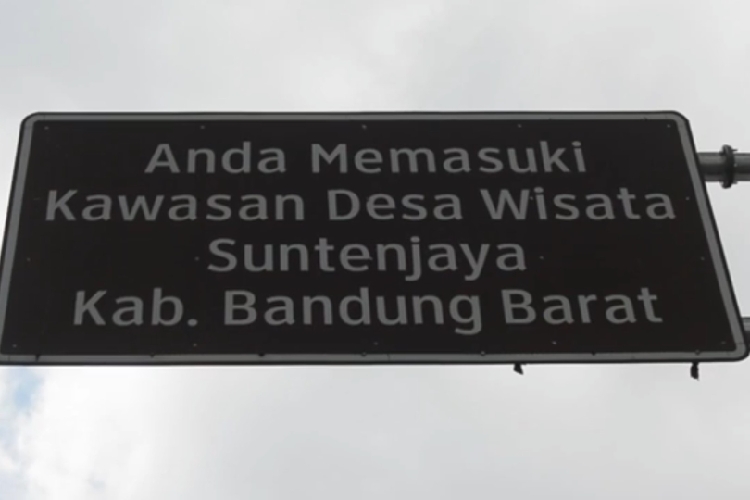 Anda Memasuki
Kawasan Desa Wisata
Suntenjaya
Kab. Bandung Barat